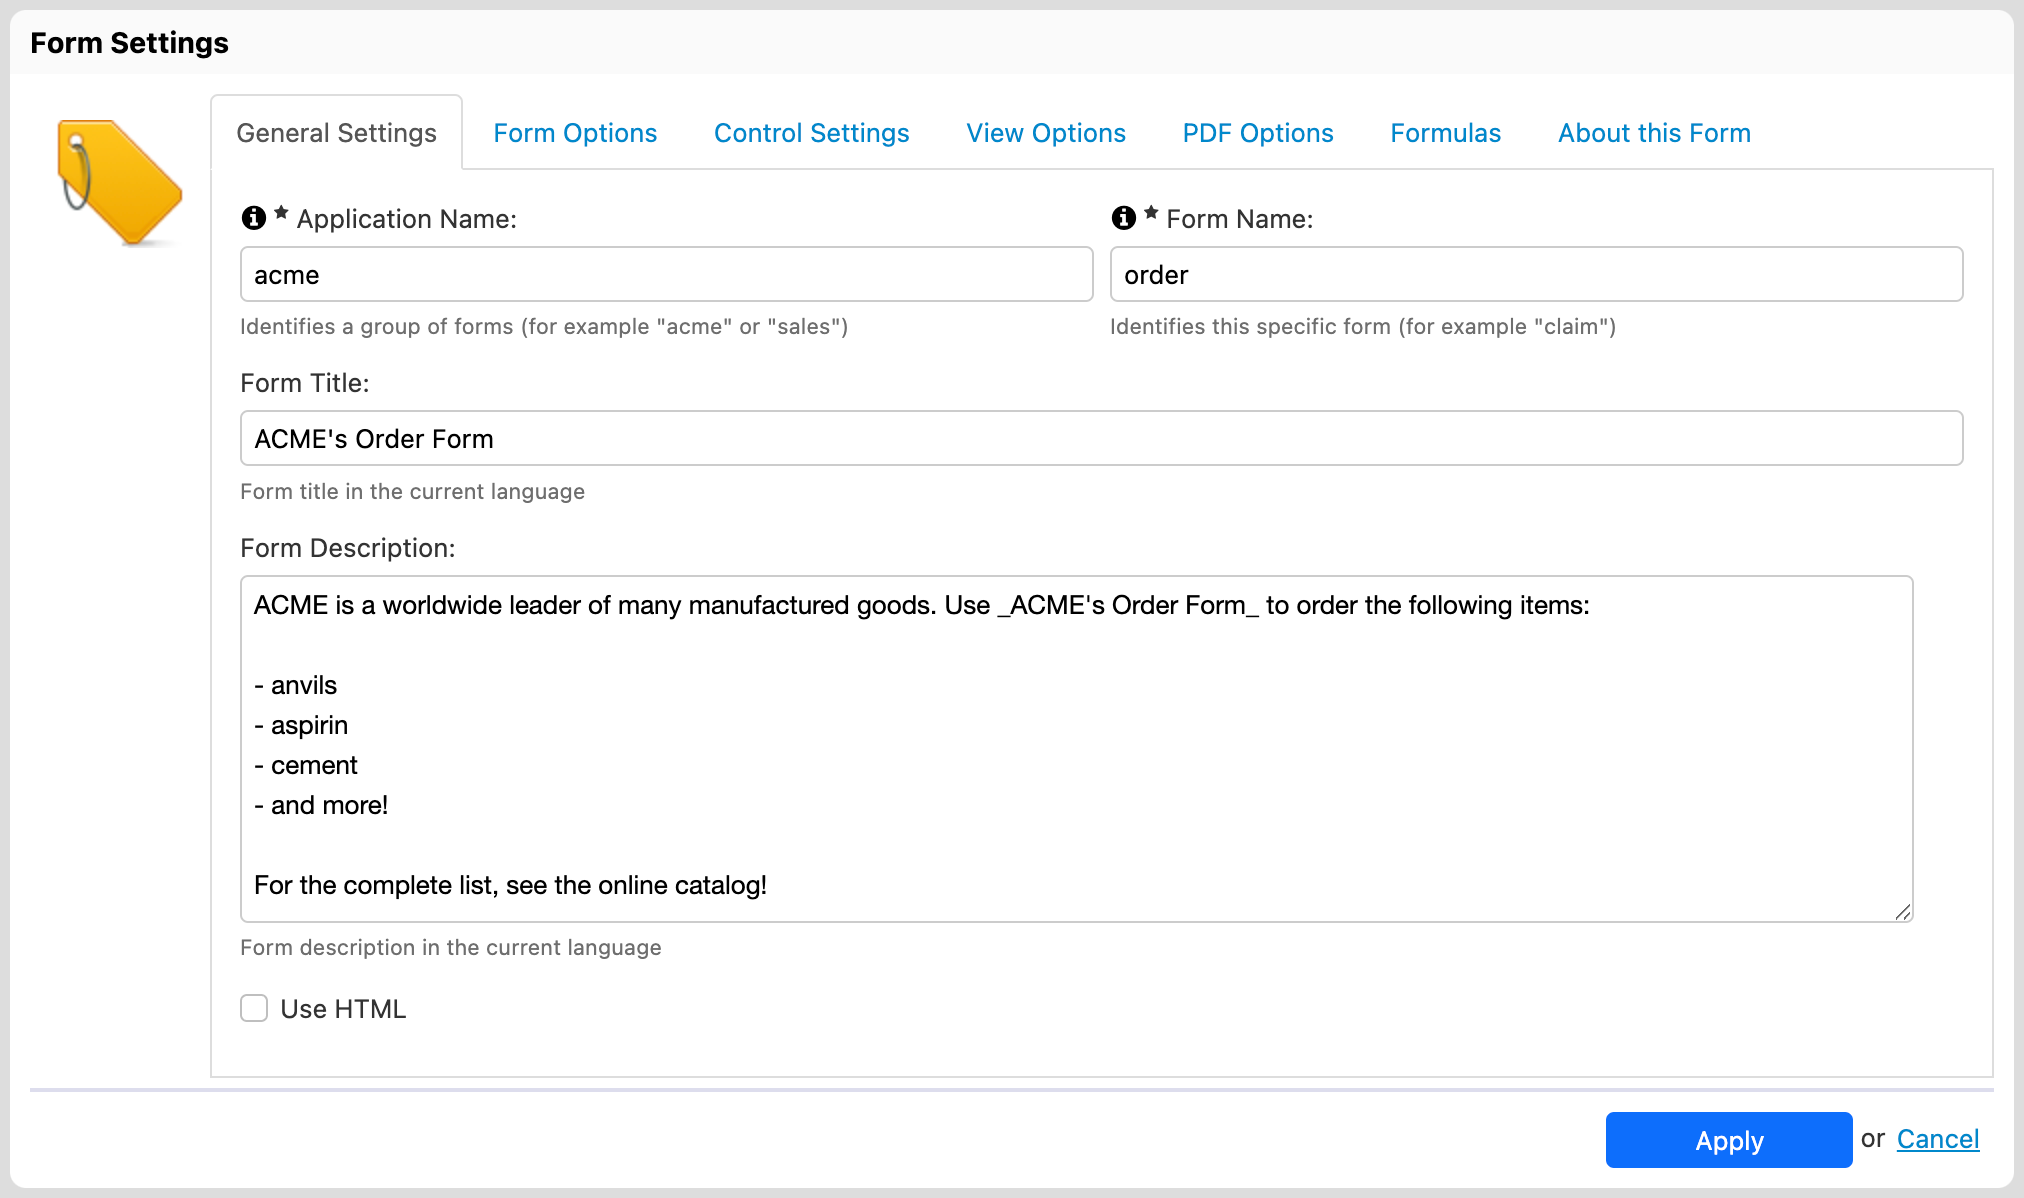 Form Settings
General Settings Form Options Control Settings View Options PDF Options Formulas About this Form
* Application Name: * Form Name:
acme order
Identifies a group of forms (for example "acme" or "sales") Identifies this specific form (for example "claim")
Form Title:
ACME's Order Form
Form title in the current language
Form Description:
ACME is a worldwide leader of many manufactured goods. Use _ACME's Order Form_ to order the following items:
- anvils
- aspirin
- cement
- and more!
For the complete list, see the online catalog!
Form description in the current language
Use HTML
Apply or Cancel